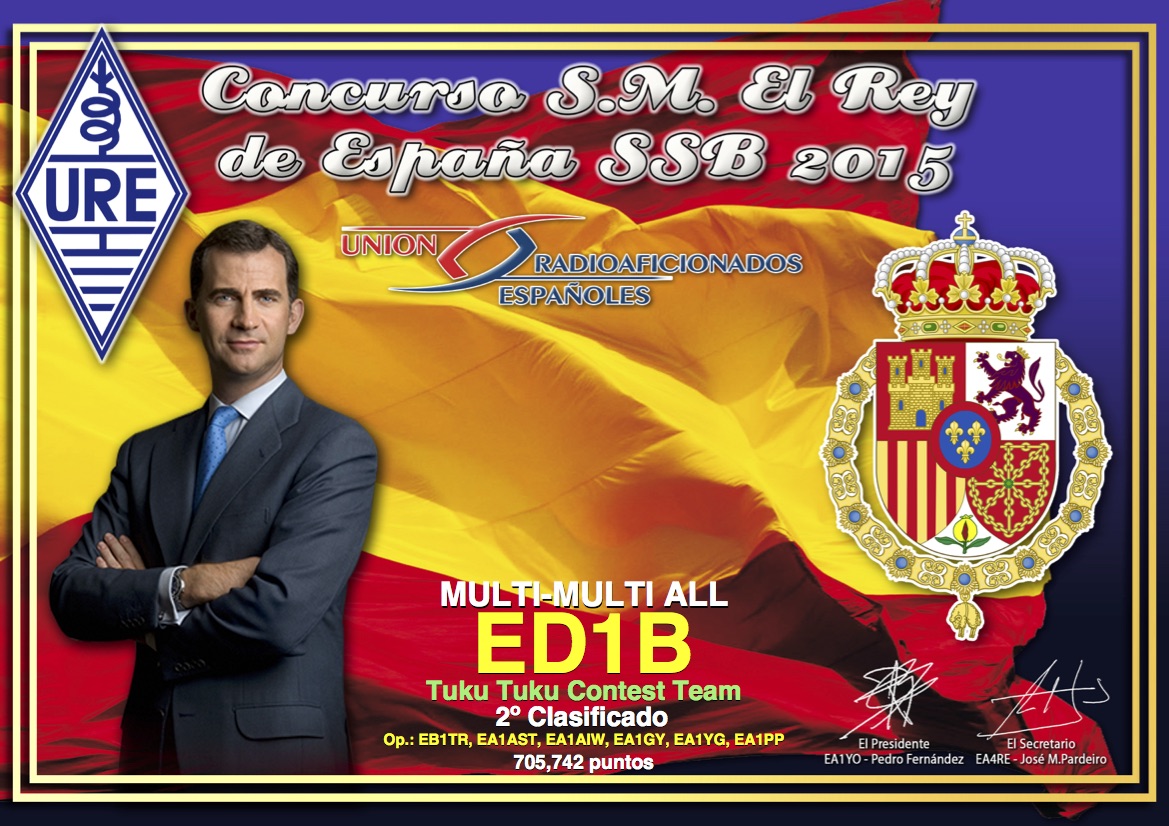 Concurso S.M. El Rey
de España SSB 2015
URE
UNION
RADIOAFICIONADOS
ESPAÑOLES
MULTI-MULTI ALL
ED1B
Tuku Tuku Contest Team
2º Clasificado
Op.: EB1TR, EA1AST, EA1AIW, EA1GY, EA1YG, EA1PP
705,742 puntos
El Presidente
EA1YO - Pedro Fernández
El Secretario
EA4RE - José M.Pardeiro